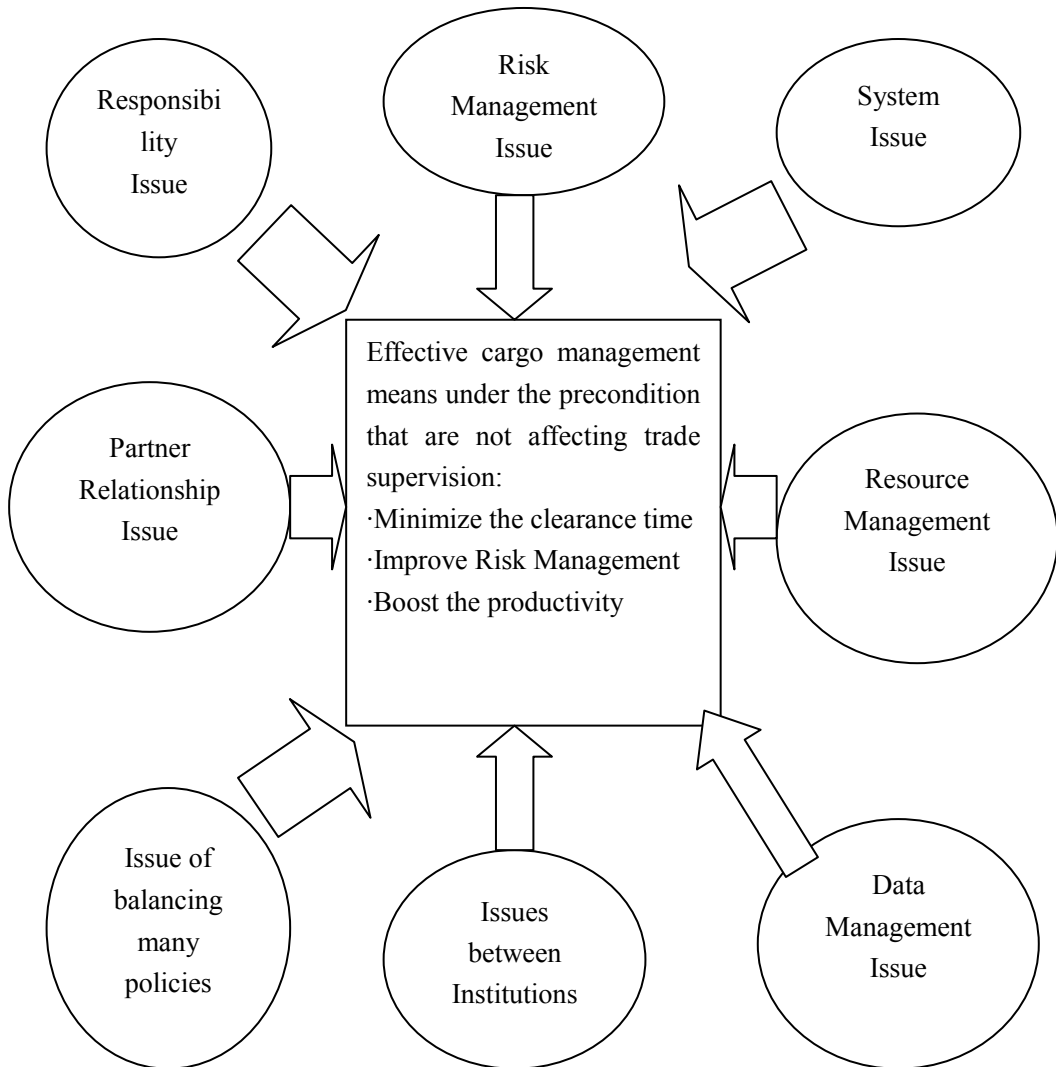 Responsibi
lity
Issue
Risk
Management
Issue
System
Issue
Effective cargo management
means under the precondition
that are not affecting trade
supervision:
·Minimize the clearance time
·Improve Risk Management
·Boost the productivity
Partner
Relationship
Issue
Resource
Management
Issue
Issue of
balancing
many
policies
Issues
between
Institutions
Data
Management
Issue